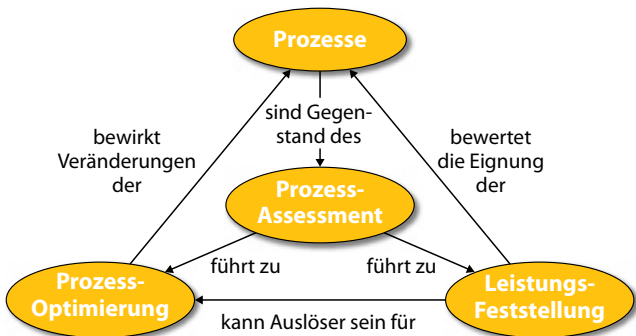 Prozesse
sind Gegen-
stand des
bewirkt
Veränderungen
der
bewertet
die Eignung
der
Prozess-
Assessment
führt zu
führt zu
Prozess-
Optimierung
Leistungs-
Feststellung
kann Auslöser sein für